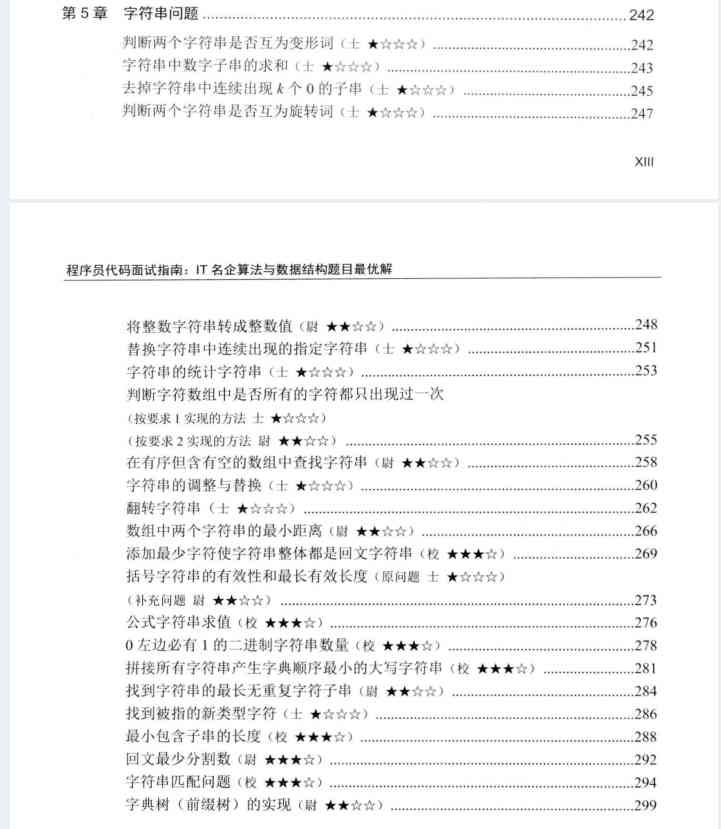 第 5 章 字符串问题 ........ 242
判断两个字符串是否互为变形词(士 ★☆☆☆) ........ 242
字符串中数字子串的求和(士 ★☆☆☆) ........ 243
去掉字符串中连续出现 k 个 0 的子串(士 ★☆☆☆) ........ 245
判断两个字符串是否互为旋转词(士 ★☆☆☆) ........ 247
XIII
程序员代码面试指南:IT 名企算法与数据结构题目最优解
将整数字符串转成整数值(尉 ★★☆☆) ........ 248
替换字符串中连续出现的指定字符串(士 ★☆☆☆) ........ 251
字符串的统计字符串(士 ★☆☆☆) ........ 253
判断字符数组中是否所有的字符都只出现过一次
(按要求 1 实现的方法 士 ★☆☆☆)
(按要求 2 实现的方法 尉 ★★☆☆) ........ 255
在有序但含有空的数组中查找字符串(尉 ★★☆☆) ........ 258
字符串的调整与替换(士 ★☆☆☆) ........ 260
翻转字符串(士 ★☆☆☆) ........ 262
数组中两个字符串的最小距离(尉 ★★☆☆) ........ 266
添加最少字符使字符串整体都是回文字符串(校 ★★★☆) ........ 269
括号字符串的有效性和最长有效长度(原问题 士 ★☆☆☆)
(补充问题 尉 ★★☆☆) ........ 273
公式字符串求值(校 ★★★☆) ........ 276
0 左边必有 1 的二进制字符串数量(校 ★★★☆) ........ 278
拼接所有字符串产生字典顺序最小的大写字符串(校 ★★★☆) ........ 281
找到字符串的最长无重复字符子串(尉 ★★☆☆) ........ 284
找到被指的新类型字符(士 ★☆☆☆) ........ 286
最小包含子串的长度(校 ★★★☆) ........ 288
回文最少分割数(尉 ★★★☆) ........ 292
字符串匹配问题(校 ★★★☆) ........ 294
字典树(前缀树)的实现(尉 ★★☆☆) ........ 299